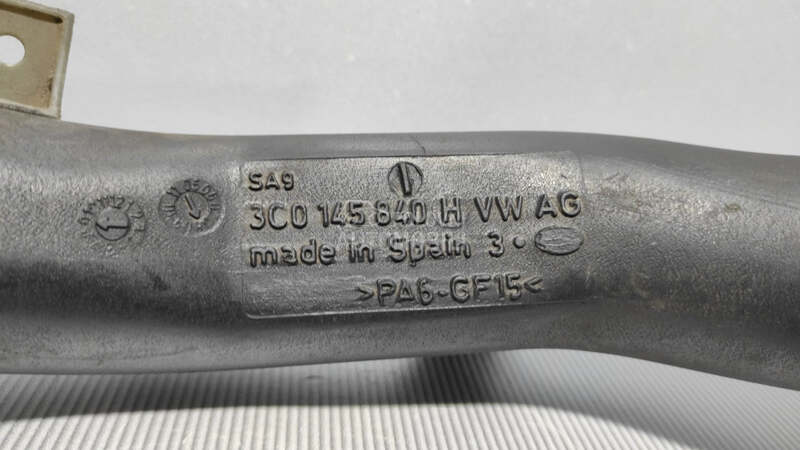 SA9
3C0 145 840 H VW AG
made in Spain 3
>PA6-GF15<